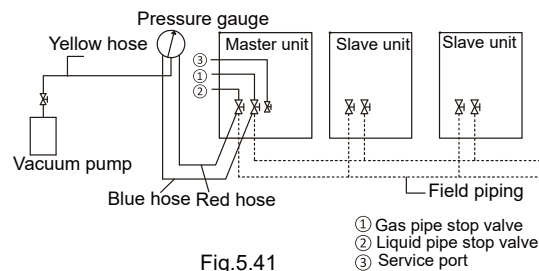 Pressure gauge
Yellow hose
Master unit
Slave unit
Slave unit
③
①
②
Vacuum pump
Blue hose
Red hose
Field piping
① Gas pipe stop valve
② Liquid pipe stop valve
③ Service port
Fig.5.41